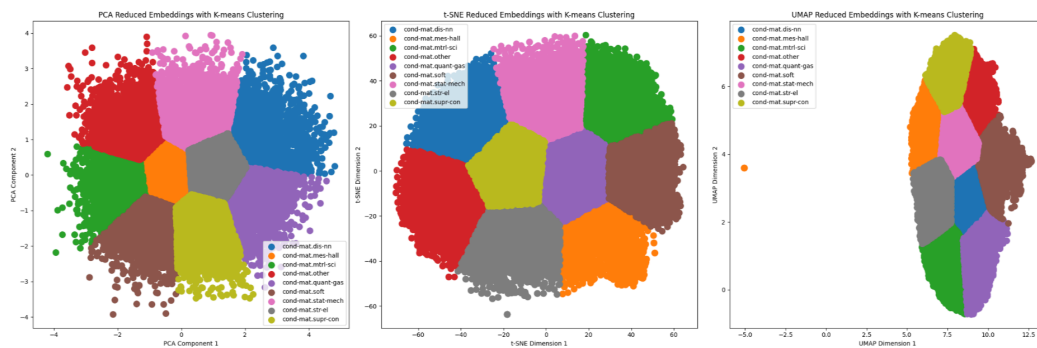 PCA Reduced Embeddings with K-means Clustering
4
3
2
1
0
−1
−2
−3
−4
PCA Component 2
−4
−2
0
2
4
PCA Component 1
cond-mat.dis-nn
cond-mat.mes-hall
cond-mat.mtrl-sci
cond-mat.other
cond-mat.quant-gas
cond-mat.soft
cond-mat.stat-mech
cond-mat.str-el
cond-mat.supr-con
t-SNE Reduced Embeddings with K-means Clustering
cond-mat.dis-nn
cond-mat.mes-hall
cond-mat.mtrl-sci
cond-mat.other
cond-mat.quant-gas
cond-mat.soft
cond-mat.stat-mech
cond-mat.str-el
cond-mat.supr-con
60
40
20
0
−20
−40
−60
t-SNE Dimension 2
−60
−40
−20
0
20
40
60
t-SNE Dimension 1
UMAP Reduced Embeddings with K-means Clustering
cond-mat.dis-nn
cond-mat.mes-hall
cond-mat.mtrl-sci
cond-mat.other
cond-mat.quant-gas
cond-mat.soft
cond-mat.stat-mech
cond-mat.str-el
cond-mat.supr-con
6
4
2
0
UMAP Dimension 2
−5.0
−2.5
0.0
2.5
5.0
7.5
10.0
12.5
UMAP Dimension 1